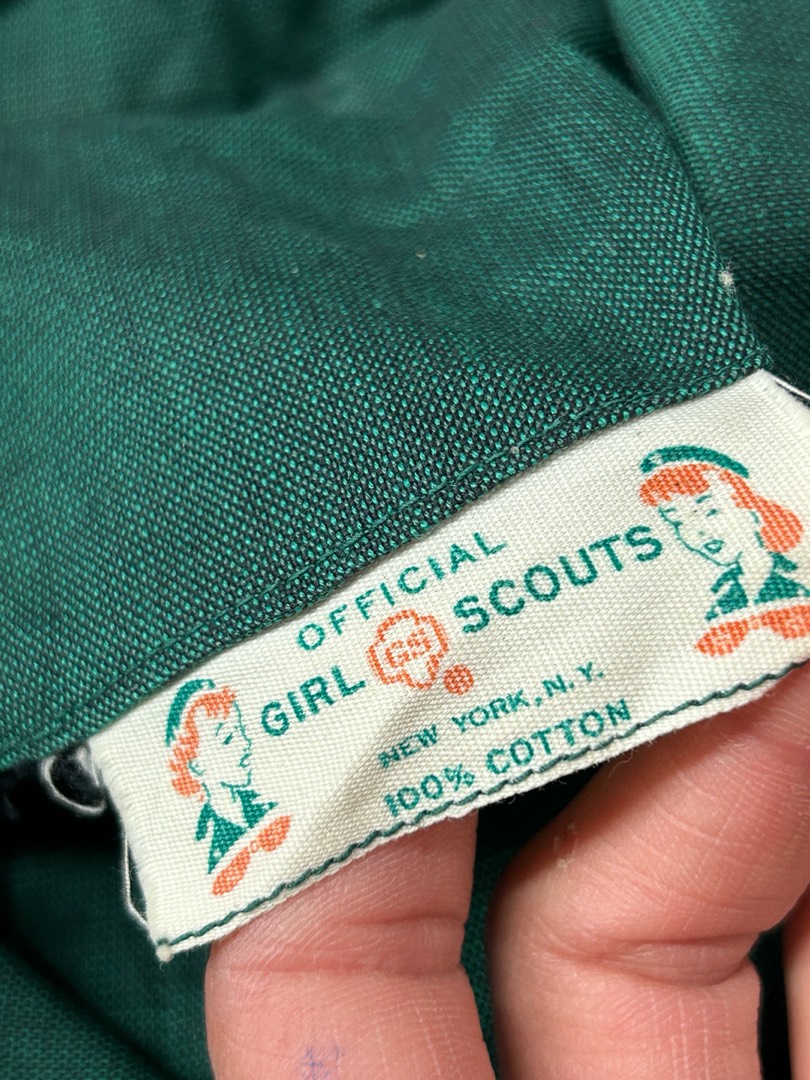 OFFICIAL
GIRL GS ® SCOUTS
NEW YORK, N.Y.
100% COTTON